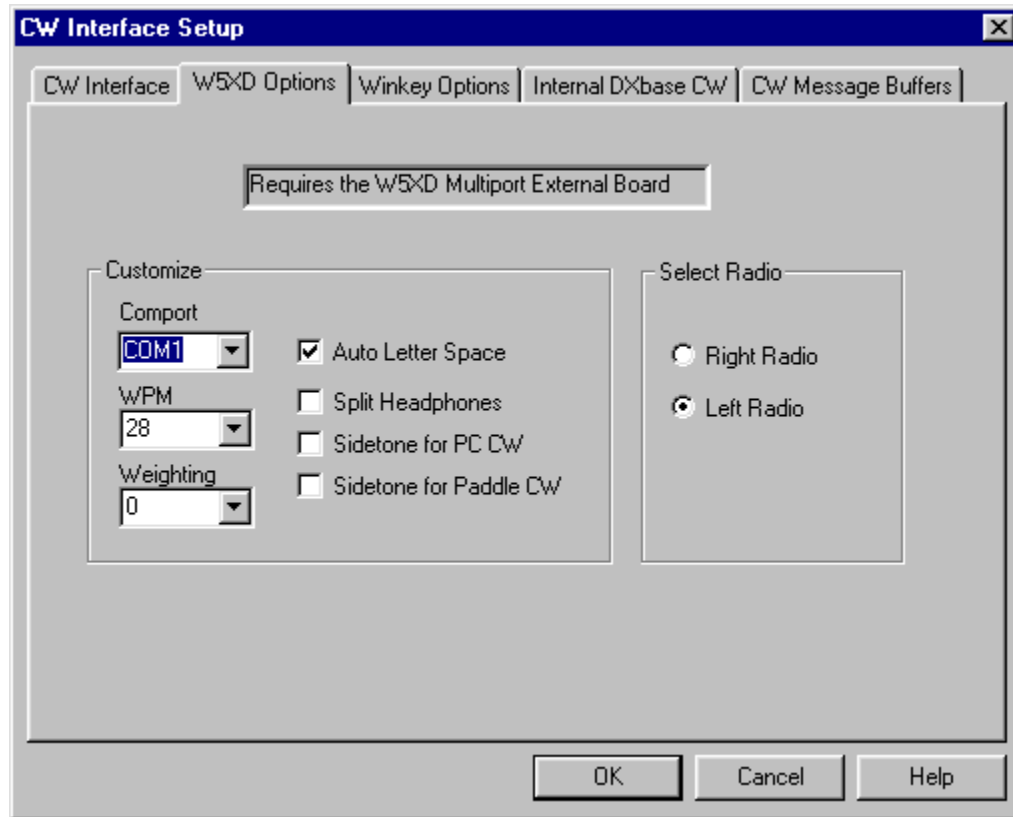 CW Interface Setup
CW Interface W5XD Options Winkey Options Internal DXbase CW CW Message Buffers
Requires the W5XD Multiport External Board
Customize
Comport
COM1
WPM
28
Weighting
0
Auto Letter Space
Split Headphones
Sidetone for PC CW
Sidetone for Paddle CW
Select Radio
Right Radio
Left Radio
OK Cancel Help